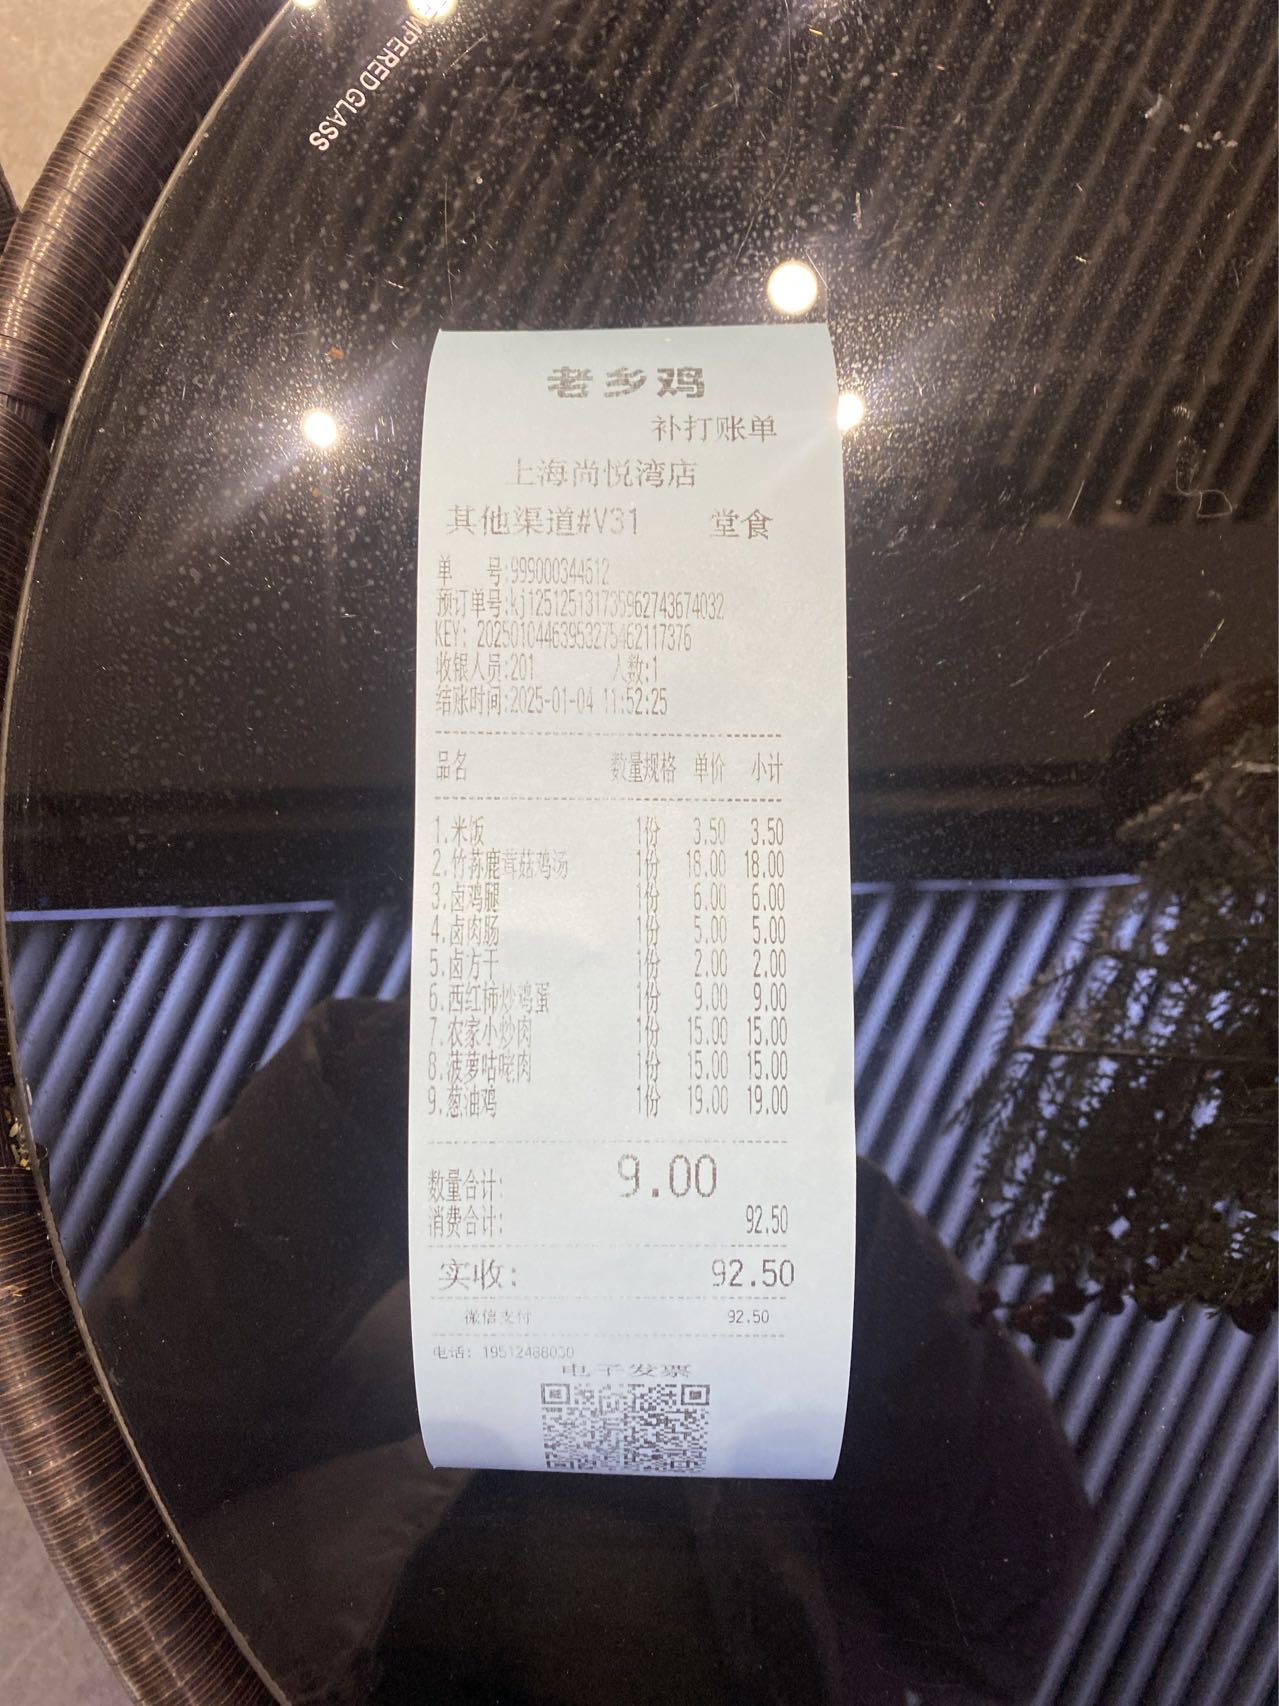 TEMPERED GLASS
老乡鸡
补打账单
上海尚悦湾店
其他渠道#V31 堂食
单 号:999000344512
预订单号:kj125125131735962743674032
KEY: 20250104463953275462117376
收银人员:201 人数:1
结账时间:2025-01-04 11:52:25
品名 数量规格 单价 小计
1.米饭 1份 3.50 3.50
2.竹荪鹿茸菇鸡汤 1份 18.00 18.00
3.卤鸡腿 1份 6.00 6.00
4.卤肉肠 1份 5.00 5.00
5.卤方干 1份 2.00 2.00
6.西红柿炒鸡蛋 1份 9.00 9.00
7.农家小炒肉 1份 15.00 15.00
8.菠萝咕咾肉 1份 15.00 15.00
9.葱油鸡 1份 19.00 19.00
数量合计: 9.00
消费合计: 92.50
实收: 92.50
微信支付 92.50
电话: 19512488030
电子发票